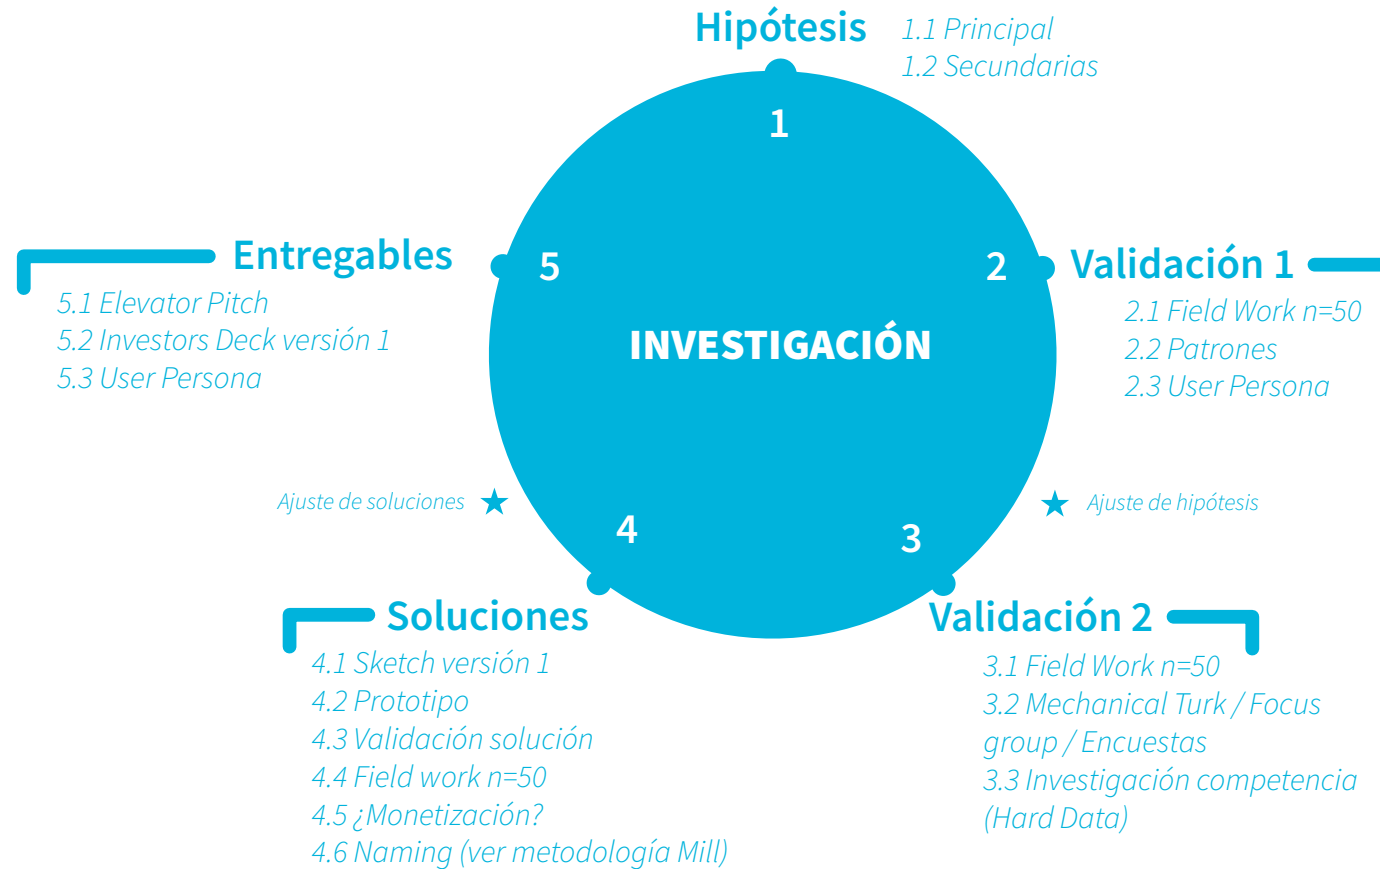 Hipótesis
1.1 Principal
1.2 Secundarias
1
Entregables
5.1 Elevator Pitch
5.2 Investors Deck versión 1
5.3 User Persona
5
2
Validación 1
2.1 Field Work n=50
2.2 Patrones
2.3 User Persona
INVESTIGACIÓN
Ajuste de soluciones
Ajuste de hipótesis
4
3
Soluciones
4.1 Sketch versión 1
4.2 Prototipo
4.3 Validación solución
4.4 Field work n=50
4.5 ¿Monetización?
4.6 Naming (ver metodología Mill)
Validación 2
3.1 Field Work n=50
3.2 Mechanical Turk / Focus
group / Encuestas
3.3 Investigación competencia
(Hard Data)